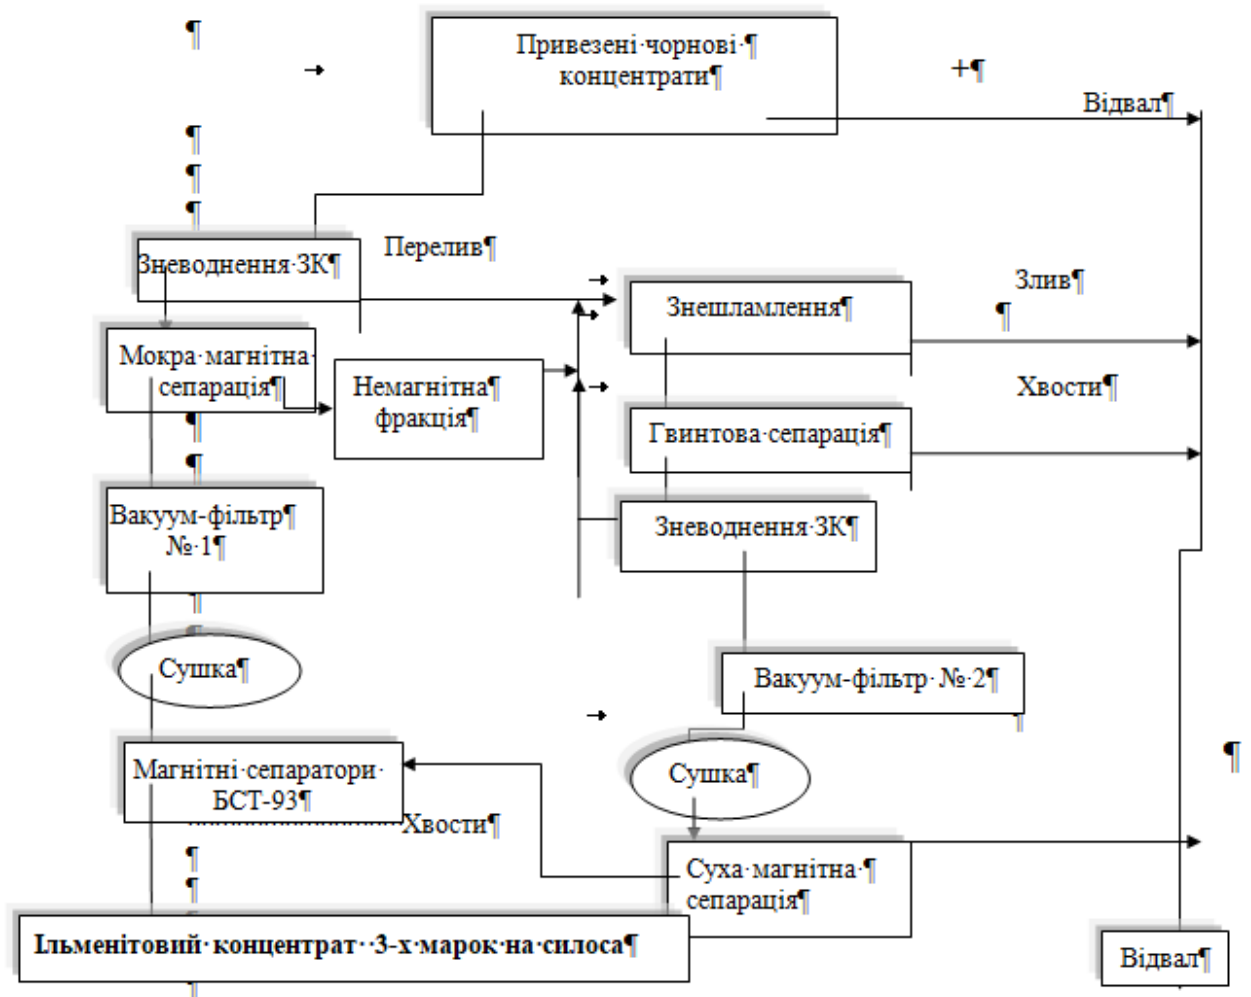 Привезені чорнові
концентрати
+
Відвал
Зневоднення ЗК
Перелив
Знешламлення
Злив
Мокра магнітна
сепарація
Немагнітна
фракція
Хвости
Гвинтова сепарація
Вакуум-фільтр
№ 1
Зневоднення ЗК
Сушка
Вакуум-фільтр № 2
Магнітні сепаратори
БСТ-93
Сушка
Хвости
Суха магнітна
сепарація
Ільменітовий концентрат 3-х марок на силоса
Відвал